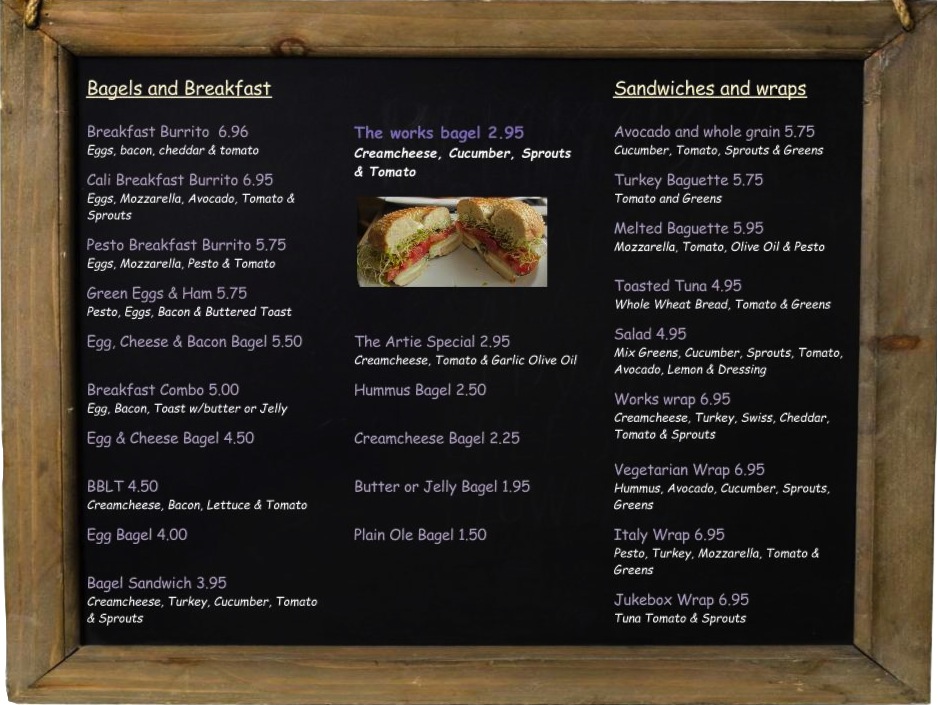 Bagels and Breakfast
Breakfast Burrito 6.96
Eggs, bacon, cheddar & tomato
Cali Breakfast Burrito 6.95
Eggs, Mozzarella, Avocado, Tomato &
Sprouts
Pesto Breakfast Burrito 5.75
Eggs, Mozzarella, Pesto & Tomato
Green Eggs & Ham 5.75
Pesto, Eggs, Bacon & Buttered Toast
Egg, Cheese & Bacon Bagel 5.50
Breakfast Combo 5.00
Egg, Bacon, Toast w/butter or Jelly
Egg & Cheese Bagel 4.50
BBLT 4.50
Creamcheese, Bacon, Lettuce & Tomato
Egg Bagel 4.00
Bagel Sandwich 3.95
Creamcheese, Turkey, Cucumber, Tomato
& Sprouts
The works bagel 2.95
Creamcheese, Cucumber, Sprouts
& Tomato
The Artie Special 2.95
Creamcheese, Tomato & Garlic Olive Oil
Hummus Bagel 2.50
Creamcheese Bagel 2.25
Butter or Jelly Bagel 1.95
Plain Ole Bagel 1.50
Sandwiches and wraps
Avocado and whole grain 5.75
Cucumber, Tomato, Sprouts & Greens
Turkey Baguette 5.75
Tomato and Greens
Melted Baguette 5.95
Mozzarella, Tomato, Olive Oil & Pesto
Toasted Tuna 4.95
Whole Wheat Bread, Tomato & Greens
Salad 4.95
Mix Greens, Cucumber, Sprouts, Tomato,
Avocado, Lemon & Dressing
Works wrap 6.95
Creamcheese, Turkey, Swiss, Cheddar,
Tomato & Sprouts
Vegetarian Wrap 6.95
Hummus, Avocado, Cucumber, Sprouts,
Greens
Italy Wrap 6.95
Pesto, Turkey, Mozzarella, Tomato &
Greens
Jukebox Wrap 6.95
Tuna Tomato & Sprouts